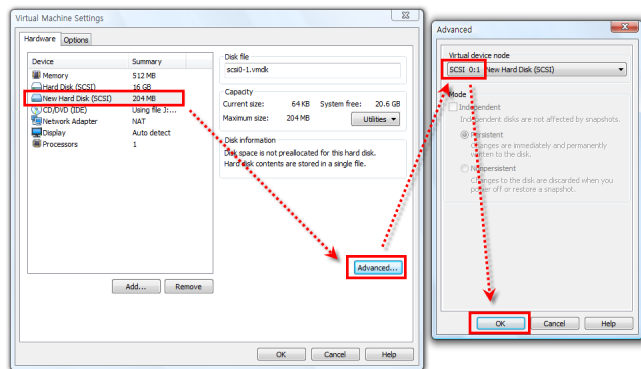 Virtual Machine Settings
Hardware Options
Device Summary
Memory 512 MB
Hard Disk (SCSI) 16 GB
New Hard Disk (SCSI) 204 MB
CD/DVD (IDE) Using file J:...
Network Adapter NAT
Display Auto detect
Processors 1
Add... Remove
Disk file
scsi0-1.vmdk
Capacity
Current size: 64 KB System free: 20.6 GB
Maximum size: 204 MB Utilities
Disk information
Disk space is not preallocated for this hard disk.
Hard disk contents are stored in a single file.
Advanced...
OK Cancel Help
Advanced
Virtual device node
SCSI 0:1 New Hard Disk (SCSI)
Mode
Independent
Independent disks are not affected by snapshots.
Persistent
Changes are immediately and permanently
written to the disk.
Nonpersistent
Changes to the disk are discarded when you
power off or restore a snapshot.
OK Cancel Help